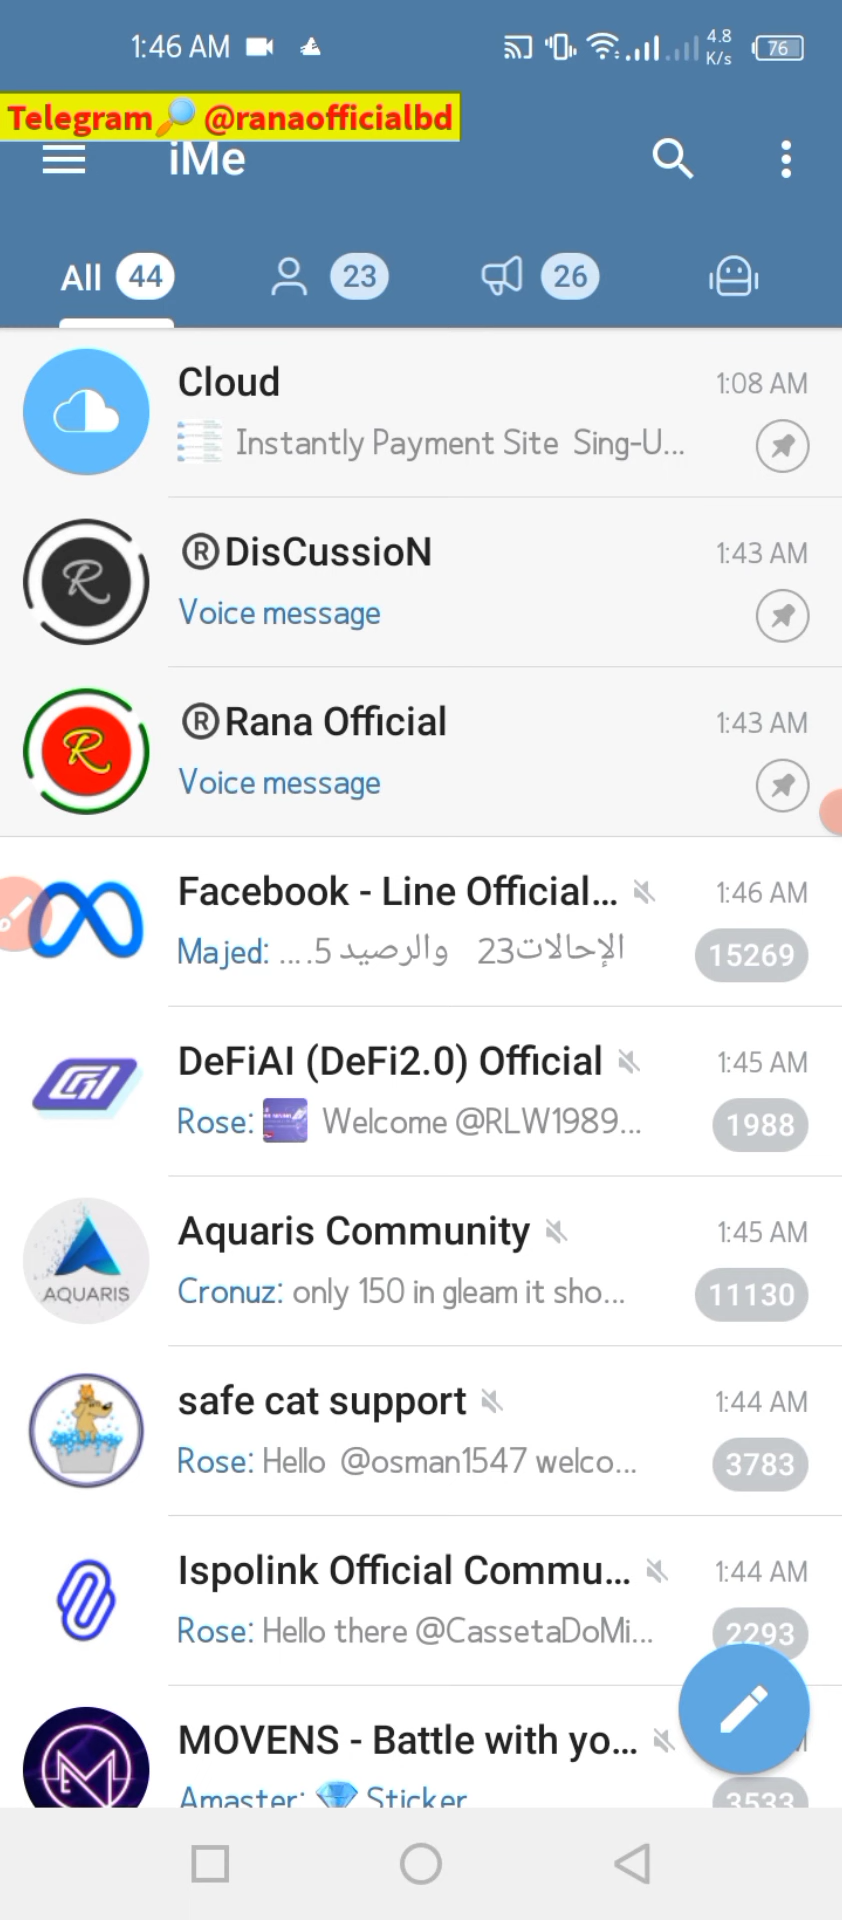 1:46 AM 4.8 K/s 76
Telegram🔎 @ranaofficialbd
iMe
All 44 23 26
Cloud 1:08 AM
Instantly Payment Site Sing-U...
®DisCussioN 1:43 AM
Voice message
®Rana Official 1:43 AM
Voice message
Facebook - Line Official... 1:46 AM
Majed: الإحالات23 والرصيد 5.... 15269
DeFiAI (DeFi2.0) Official 1:45 AM
Rose: Welcome @RLW1989... 1988
Aquaris Community 1:45 AM
AQUARIS
Cronuz: only 150 in gleam it sho... 11130
safe cat support 1:44 AM
Rose: Hello @osman1547 welco... 3783
Ispolink Official Commu... 1:44 AM
Rose: Hello there @CassetaDoMi... 2293
MOVENS - Battle with yo...
Amaster: 💎 Sticker 3533